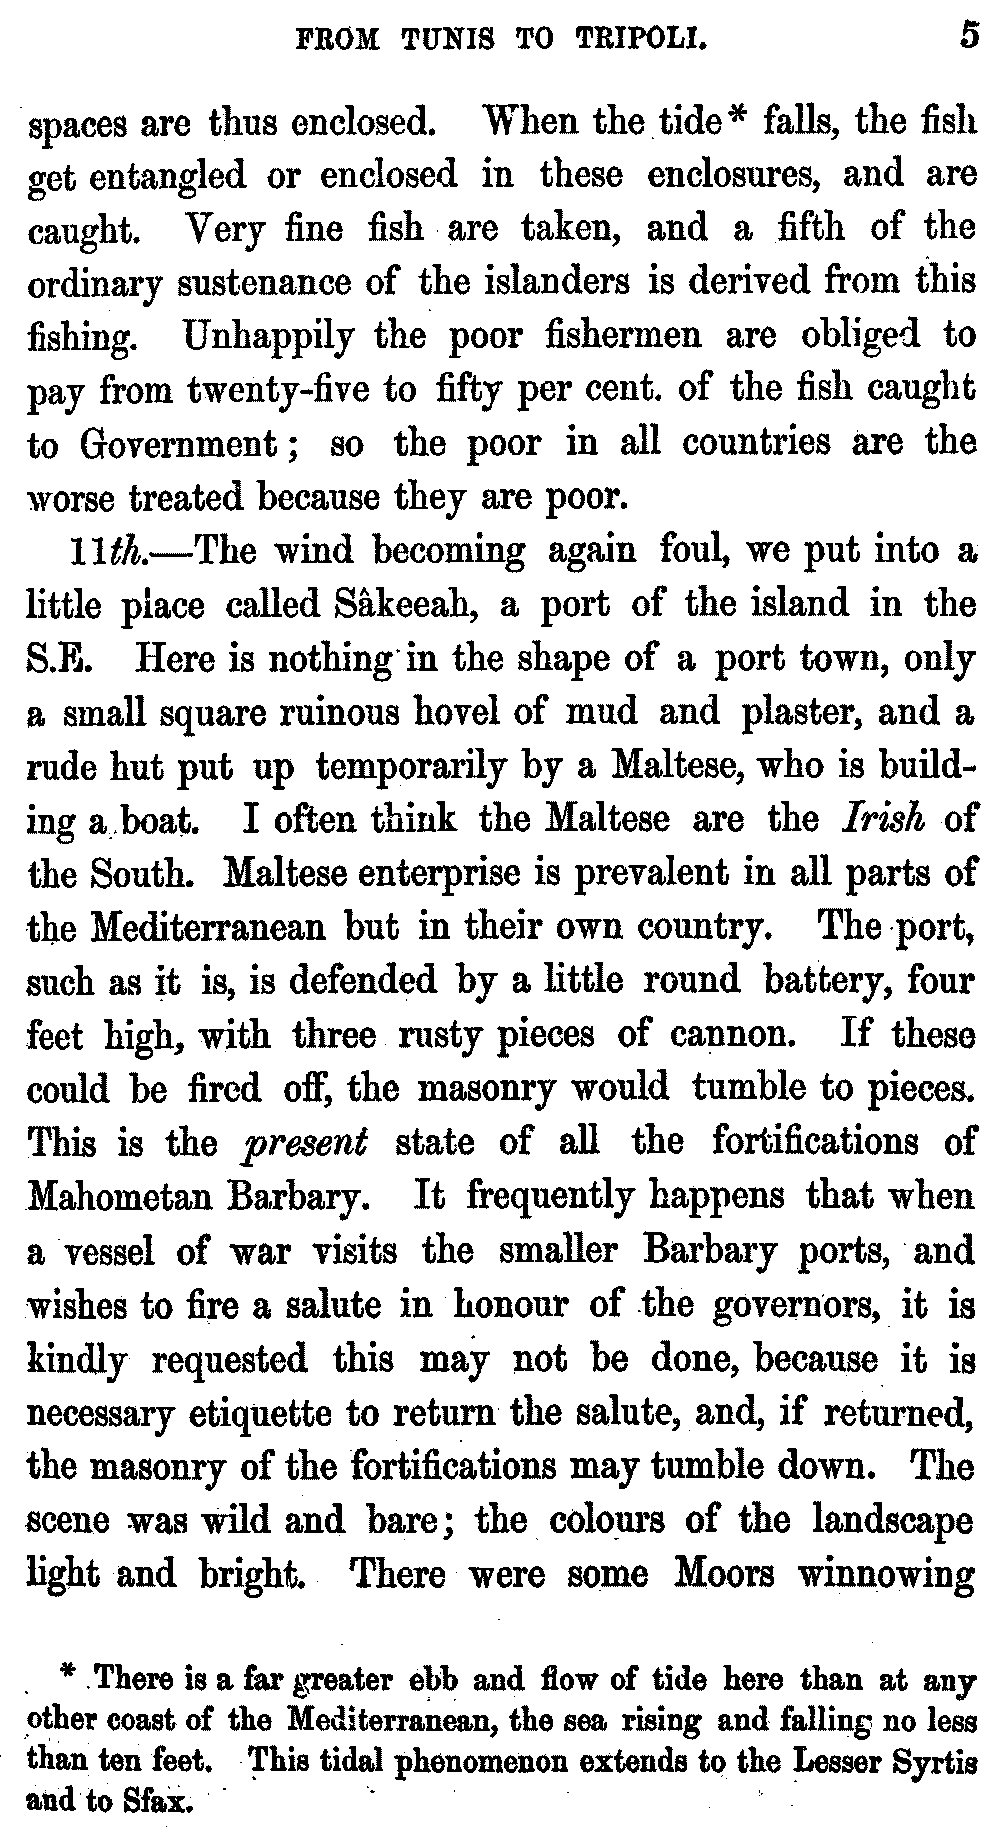 FROM TUNIS TO TRIPOLI. 5
spaces are thus enclosed. When the tide* falls, the fish
get entangled or enclosed in these enclosures, and are
caught. Very fine fish are taken, and a fifth of the
ordinary sustenance of the islanders is derived from this
fishing. Unhappily the poor fishermen are obliged to
pay from twenty-five to fifty per cent. of the fish caught
to Government; so the poor in all countries are the
worse treated because they are poor.
11th.—The wind becoming again foul, we put into a
little place called Sâkeeah, a port of the island in the
S.E. Here is nothing in the shape of a port town, only
a small square ruinous hovel of mud and plaster, and a
rude hut put up temporarily by a Maltese, who is build-
ing a boat. I often think the Maltese are the Irish of
the South. Maltese enterprise is prevalent in all parts of
the Mediterranean but in their own country. The port,
such as it is, is defended by a little round battery, four
feet high, with three rusty pieces of cannon. If these
could be fired off, the masonry would tumble to pieces.
This is the present state of all the fortifications of
Mahometan Barbary. It frequently happens that when
a vessel of war visits the smaller Barbary ports, and
wishes to fire a salute in honour of the governors, it is
kindly requested this may not be done, because it is
necessary etiquette to return the salute, and, if returned,
the masonry of the fortifications may tumble down. The
scene was wild and bare; the colours of the landscape
light and bright. There were some Moors winnowing
* There is a far greater ebb and flow of tide here than at any
other coast of the Mediterranean, the sea rising and falling no less
than ten feet. This tidal phenomenon extends to the Lesser Syrtis
and to Sfax.